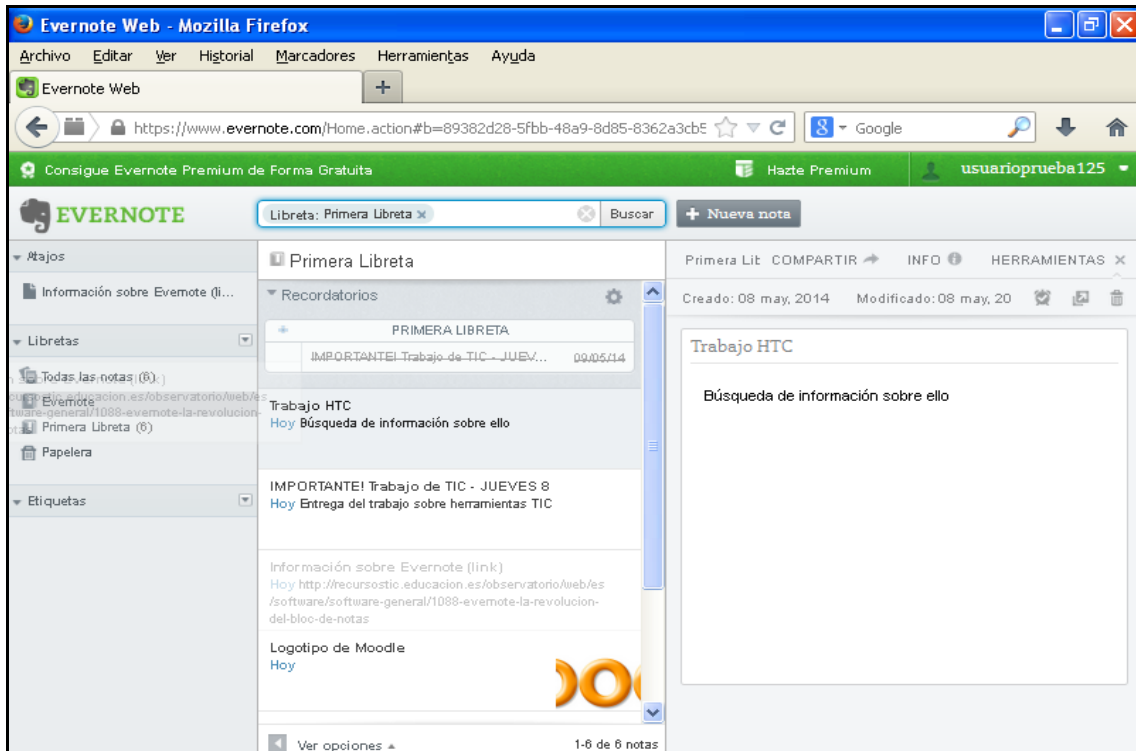 Evernote Web - Mozilla Firefox
Archivo Editar Ver Historial Marcadores Herramientas Ayuda
Evernote Web
https://www.evernote.com/Home.action#b=89382d28-5fbb-48a9-8d85-8362a3cb5 Google
Consigue Evernote Premium de Forma Gratuita Hazte Premium usuarioprueba125
EVERNOTE Libreta: Primera Libreta x Buscar + Nueva nota
Atajos
Información sobre Evernote (li...
Libretas
Todas las notas (6)
Evernote
Primera Libreta (6)
Papelera
Etiquetas
Primera Libreta
Recordatorios
PRIMERA LIBRETA
IMPORTANTE! Trabajo de TIC - JUEV... 09/05/14
Trabajo HTC
Hoy Búsqueda de información sobre ello
IMPORTANTE! Trabajo de TIC - JUEVES 8
Hoy Entrega del trabajo sobre herramientas TIC
Información sobre Evernote (link)
Hoy http://recursostic.educacion.es/observatorio/web/es
/software/software-general/1088-evernote-la-revolucion-
del-bloc-de-notas
Logotipo de Moodle
Hoy
Ver opciones 1-6 de 6 notas
Primera Lib COMPARTIR INFO HERRAMIENTAS
Creado: 08 may, 2014 Modificado: 08 may, 20
Trabajo HTC
Búsqueda de información sobre ello